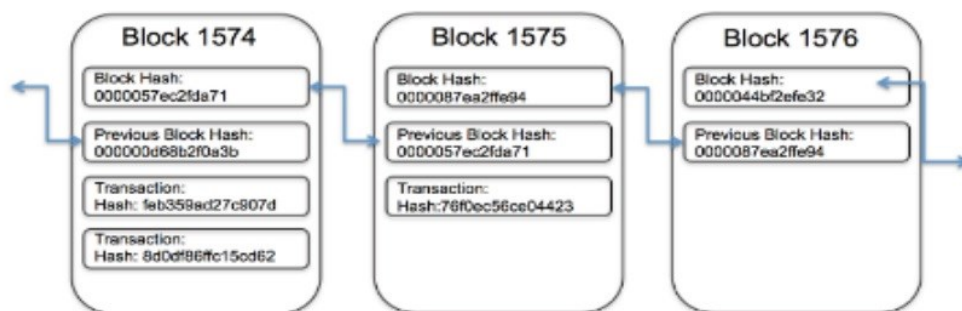 Block 1574
Block Hash:
0000057ec2fda71
Previous Block Hash:
000000d68b2f0a3b
Transaction:
Hash: feb359ad27c907d
Transaction:
Hash: 8d0df86ffc15cd62
Block 1575
Block Hash:
0000087ea2ffe94
Previous Block Hash:
0000057ec2fda71
Transaction:
Hash:76f0ec56ce04423
Block 1576
Block Hash:
0000044bf2efe32
Previous Block Hash:
0000087ea2ffe94